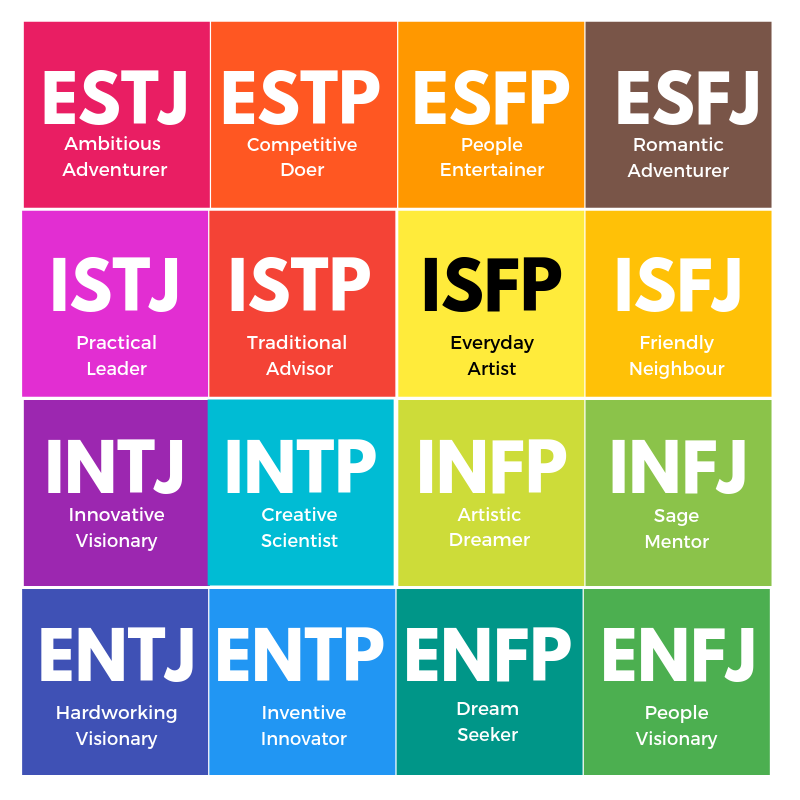 ESTJ
Ambitious
Adventurer
ESTP
Competitive
Doer
ESFP
People
Entertainer
ESFJ
Romantic
Adventurer
ISTJ
Practical
Leader
ISTP
Traditional
Advisor
ISFP
Everyday
Artist
ISFJ
Friendly
Neighbour
INTJ
Innovative
Visionary
INTP
Creative
Scientist
INFP
Artistic
Dreamer
INFJ
Sage
Mentor
ENTJ
Hardworking
Visionary
ENTP
Inventive
Innovator
ENFP
Dream
Seeker
ENFJ
People
Visionary